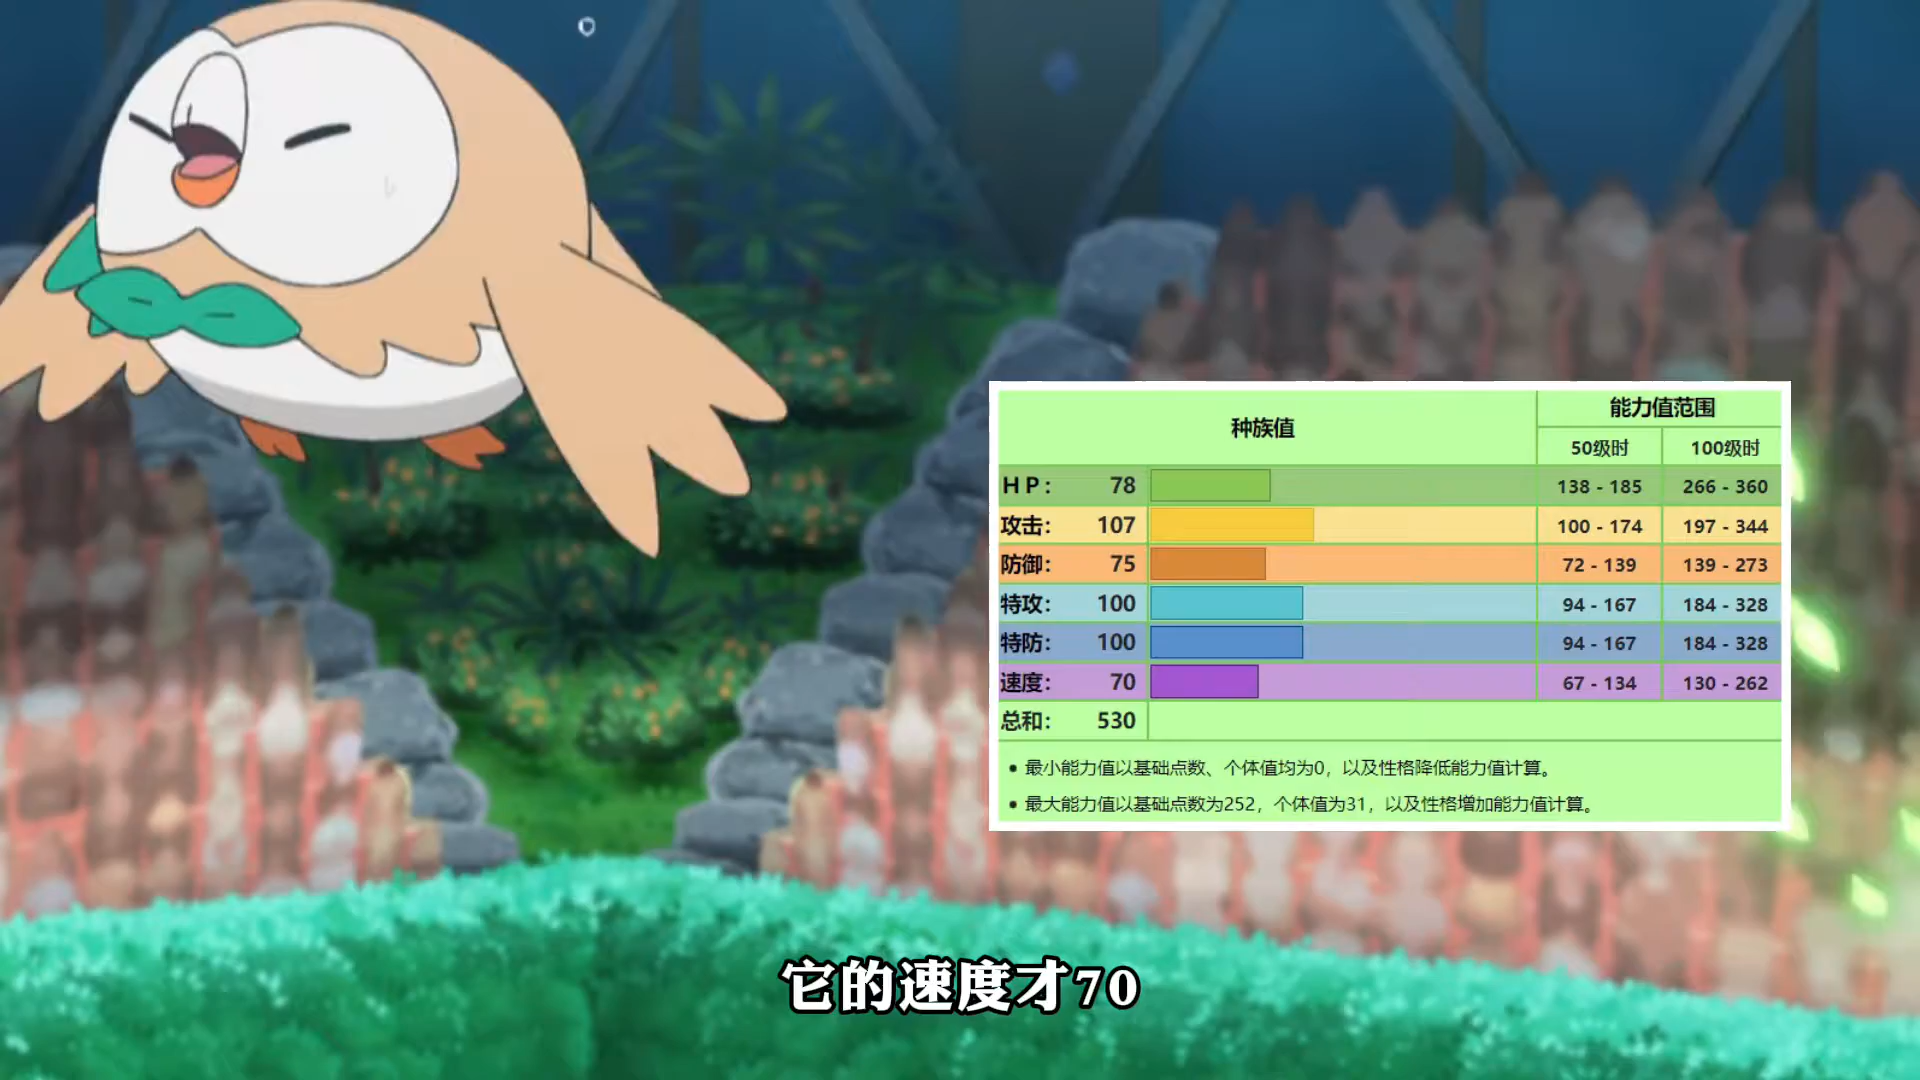 种族值 能力值范围
50级时 100级时
HP： 78 138 - 185 266 - 360
攻击： 107 100 - 174 197 - 344
防御： 75 72 - 139 139 - 273
特攻： 100 94 - 167 184 - 328
特防： 100 94 - 167 184 - 328
速度： 70 67 - 134 130 - 262
总和： 530
• 最小能力值以基础点数、个体值均为0，以及性格降低能力值计算。
• 最大能力值以基础点数为252，个体值为31，以及性格增加能力值计算。
它的速度才70